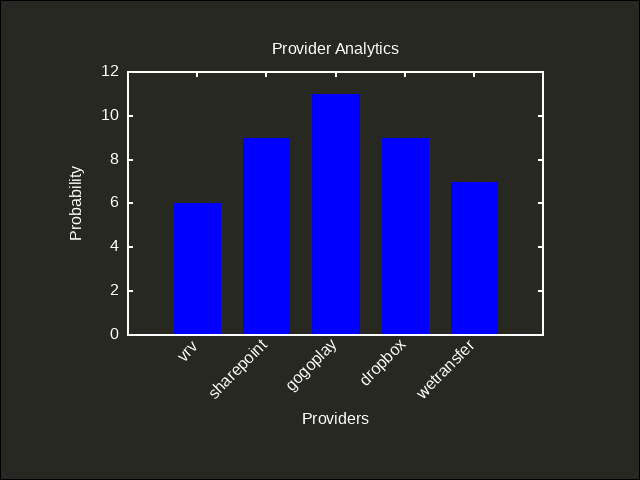 Provider Analytics
12
10
8
6
4
2
0
Probability
vrv
sharepoint
gogoplay
dropbox
wetransfer
Providers